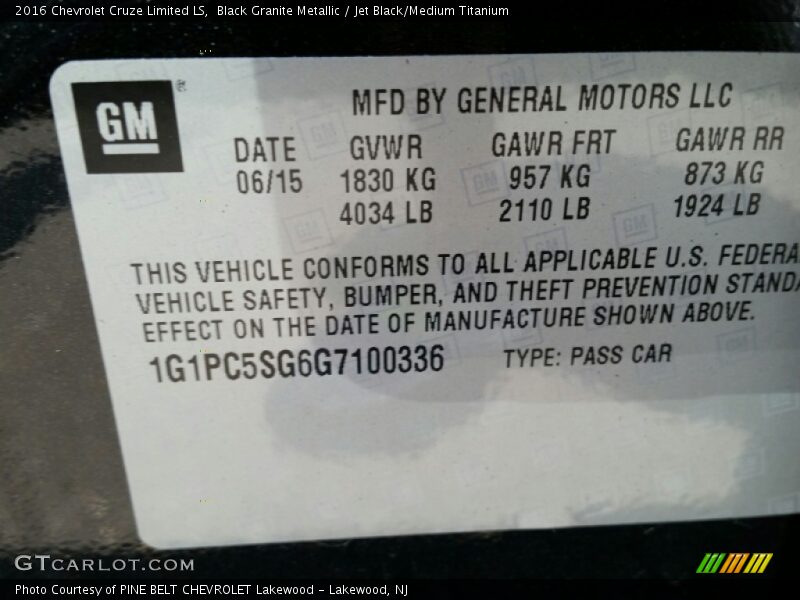 2016 Chevrolet Cruze Limited LS, Black Granite Metallic / Jet Black/Medium Titanium
GM ®
MFD BY GENERAL MOTORS LLC
DATE GVWR GAWR FRT GAWR RR
06/15 1830 KG 957 KG 873 KG
4034 LB 2110 LB 1924 LB
THIS VEHICLE CONFORMS TO ALL APPLICABLE U.S. FEDERA
VEHICLE SAFETY, BUMPER, AND THEFT PREVENTION STANDA
EFFECT ON THE DATE OF MANUFACTURE SHOWN ABOVE.
1G1PC5SG6G7100336 TYPE: PASS CAR
GTCARLOT.COM
Photo Courtesy of PINE BELT CHEVROLET Lakewood - Lakewood, NJ